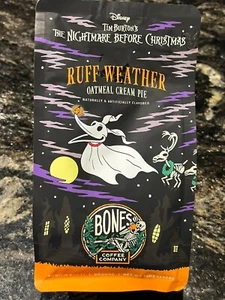 Disney
TIM BURTON'S
THE NIGHTMARE BEFORE CHRISTMAS
RUFF WEATHER
OATMEAL CREAM PIE
NATURALLY & ARTIFICIALLY FLAVORED
BONES
COFFEE
COMPANY